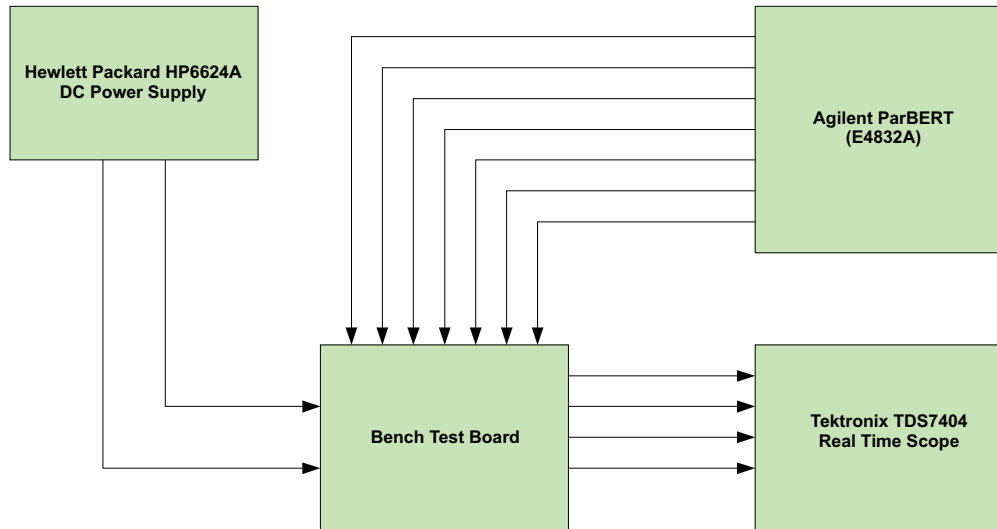 Hewlett Packard HP6624A
DC Power Supply
Agilent ParBERT
(E4832A)
Bench Test Board
Tektronix TDS7404
Real Time Scope